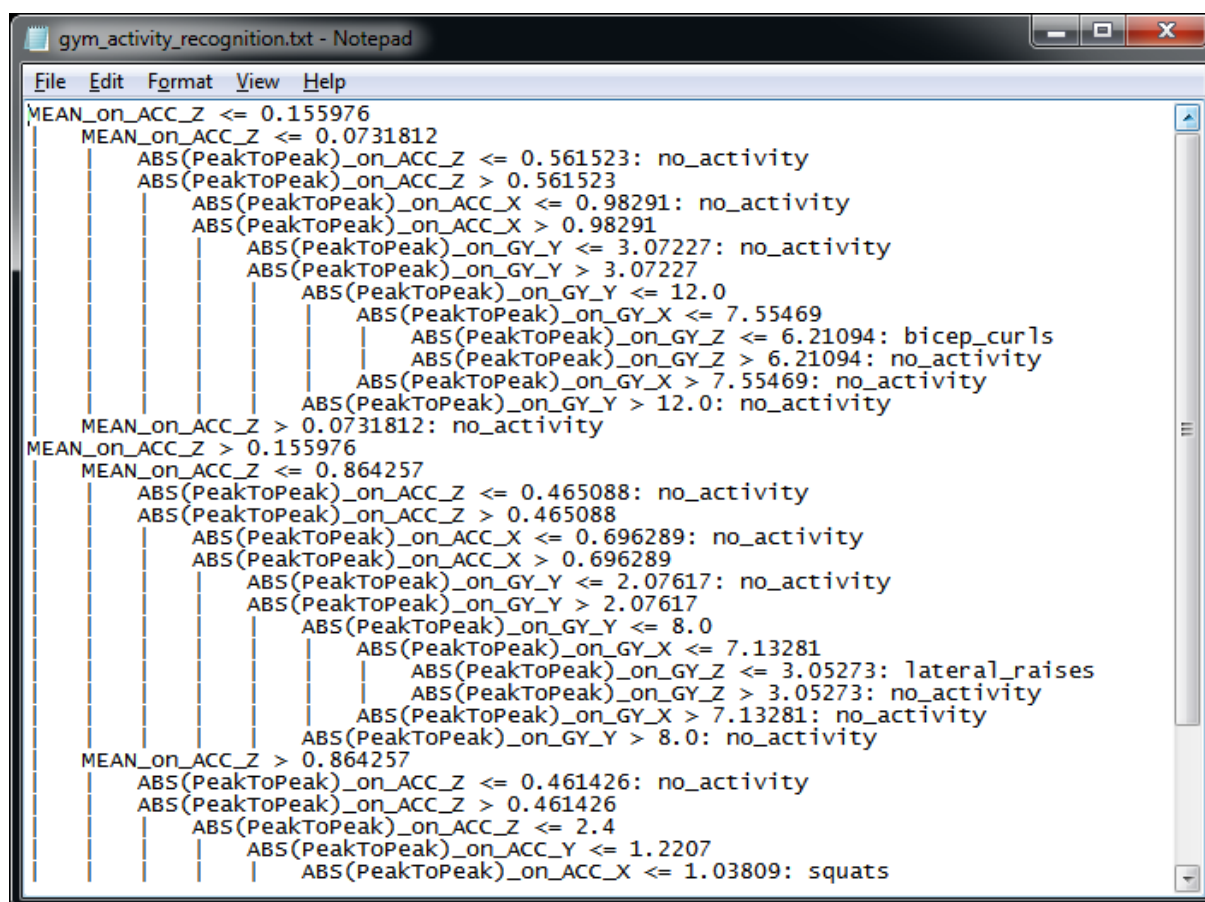 gym_activity_recognition.txt - Notepad
File Edit Format View Help
MEAN_on_ACC_Z <= 0.155976
| MEAN_on_ACC_Z <= 0.0731812
| | ABS(PeakToPeak)_on_ACC_Z <= 0.561523: no_activity
| | ABS(PeakToPeak)_on_ACC_Z > 0.561523
| | | ABS(PeakToPeak)_on_ACC_X <= 0.98291: no_activity
| | | ABS(PeakToPeak)_on_ACC_X > 0.98291
| | | | ABS(PeakToPeak)_on_GY_Y <= 3.07227: no_activity
| | | | ABS(PeakToPeak)_on_GY_Y > 3.07227
| | | | | ABS(PeakToPeak)_on_GY_Y <= 12.0
| | | | | | ABS(PeakToPeak)_on_GY_X <= 7.55469
| | | | | | | ABS(PeakToPeak)_on_GY_Z <= 6.21094: bicep_curls
| | | | | | | ABS(PeakToPeak)_on_GY_Z > 6.21094: no_activity
| | | | | | ABS(PeakToPeak)_on_GY_X > 7.55469: no_activity
| | | | | ABS(PeakToPeak)_on_GY_Y > 12.0: no_activity
| MEAN_on_ACC_Z > 0.0731812: no_activity
MEAN_on_ACC_Z > 0.155976
| MEAN_on_ACC_Z <= 0.864257
| | ABS(PeakToPeak)_on_ACC_Z <= 0.465088: no_activity
| | ABS(PeakToPeak)_on_ACC_Z > 0.465088
| | | ABS(PeakToPeak)_on_ACC_X <= 0.696289: no_activity
| | | ABS(PeakToPeak)_on_ACC_X > 0.696289
| | | | ABS(PeakToPeak)_on_GY_Y <= 2.07617: no_activity
| | | | ABS(PeakToPeak)_on_GY_Y > 2.07617
| | | | | ABS(PeakToPeak)_on_GY_Y <= 8.0
| | | | | | ABS(PeakToPeak)_on_GY_X <= 7.13281
| | | | | | | ABS(PeakToPeak)_on_GY_Z <= 3.05273: lateral_raises
| | | | | | | ABS(PeakToPeak)_on_GY_Z > 3.05273: no_activity
| | | | | | ABS(PeakToPeak)_on_GY_X > 7.13281: no_activity
| | | | | ABS(PeakToPeak)_on_GY_Y > 8.0: no_activity
| MEAN_on_ACC_Z > 0.864257
| | ABS(PeakToPeak)_on_ACC_Z <= 0.461426: no_activity
| | ABS(PeakToPeak)_on_ACC_Z > 0.461426
| | | ABS(PeakToPeak)_on_ACC_Z <= 2.4
| | | | ABS(PeakToPeak)_on_ACC_Y <= 1.2207
| | | | | ABS(PeakToPeak)_on_ACC_X <= 1.03809: squats